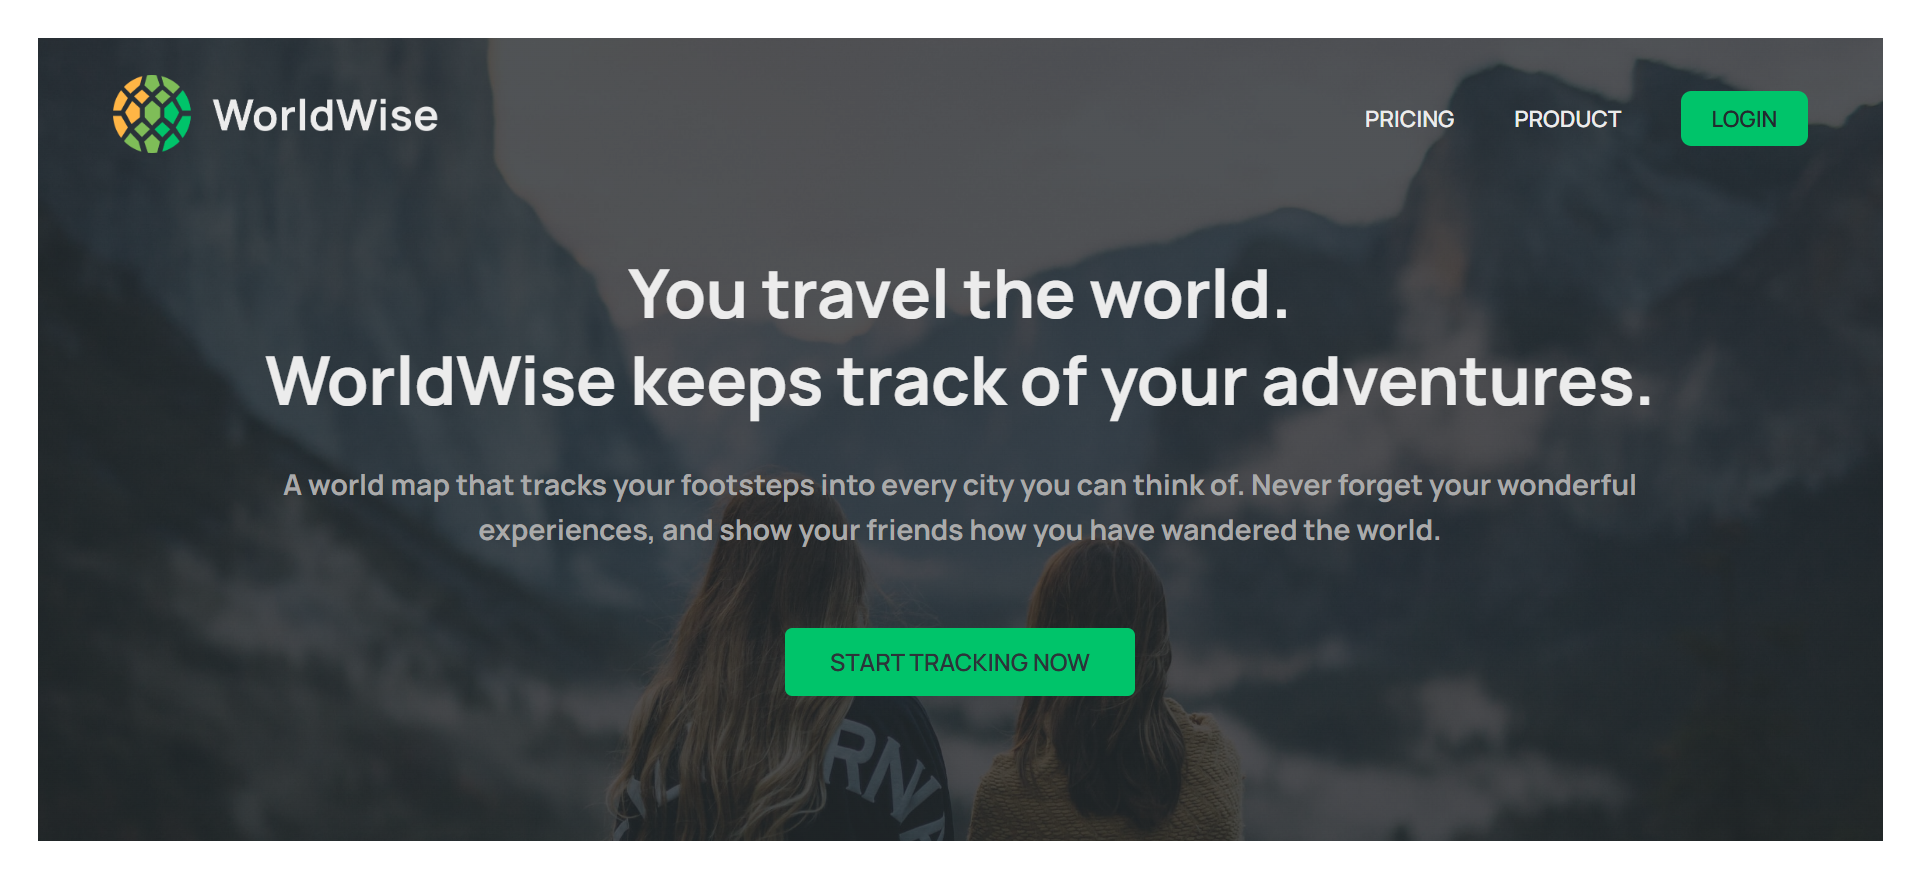 WorldWise
PRICING
PRODUCT
LOGIN
You travel the world.
WorldWise keeps track of your adventures.
A world map that tracks your footsteps into every city you can think of. Never forget your wonderful
experiences, and show your friends how you have wandered the world.
START TRACKING NOW